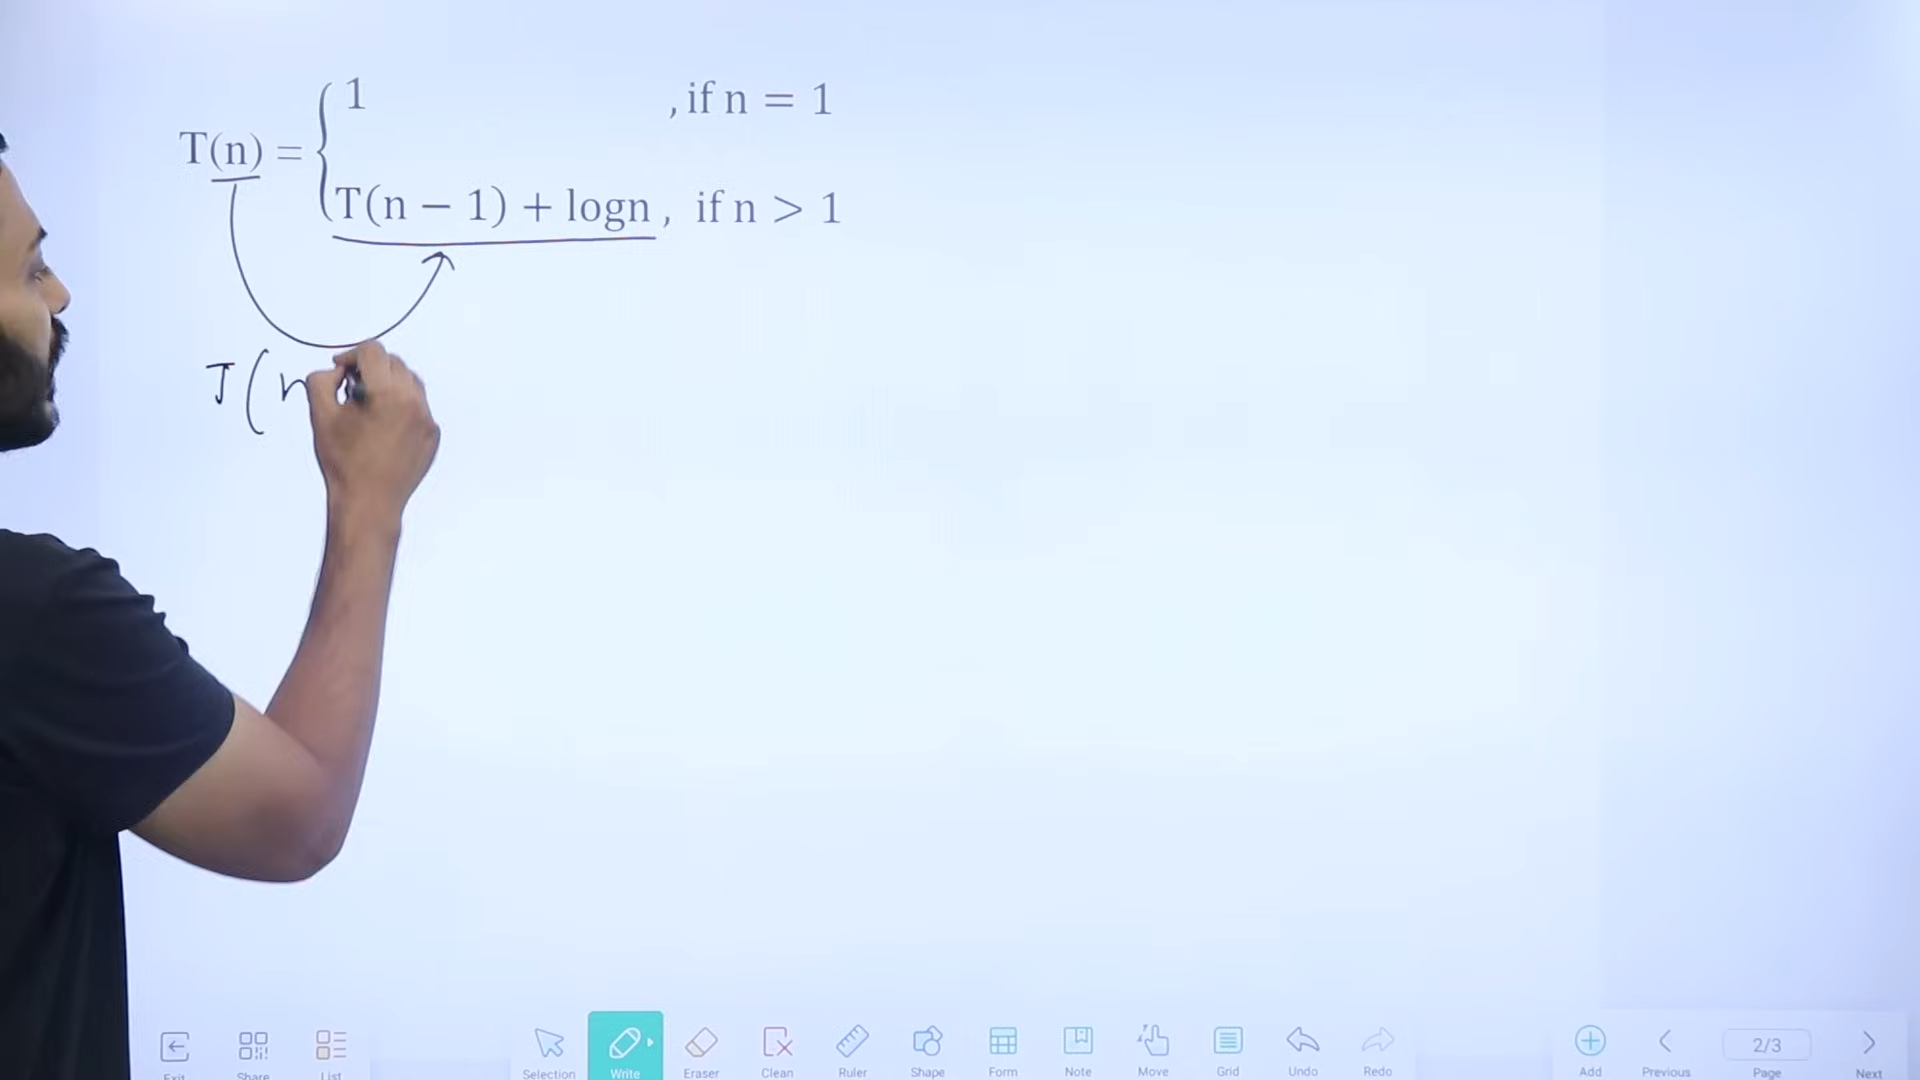 T(n) = { 1 , if n = 1
T(n − 1) + logn , if n > 1
T(n
Exit
Share
List
Selection
Write
Eraser
Clean
Ruler
Shape
Form
Note
Move
Grid
Undo
Redo
Add
Previous
2/3
Page
Next